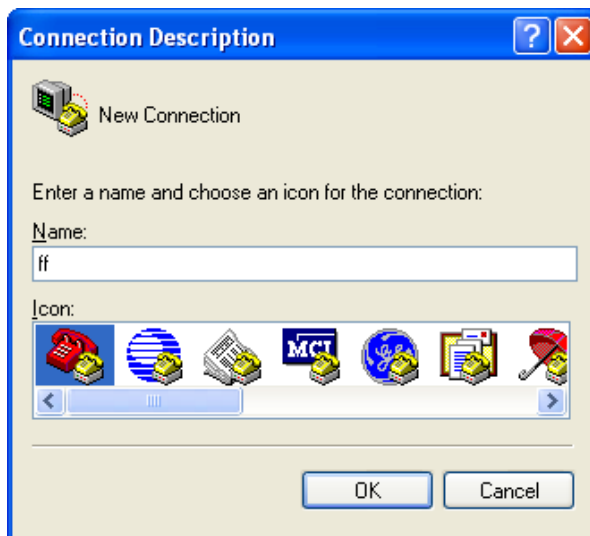 Connection Description
New Connection
Enter a name and choose an icon for the connection:
Name:
ff
Icon:
MCI
OK Cancel